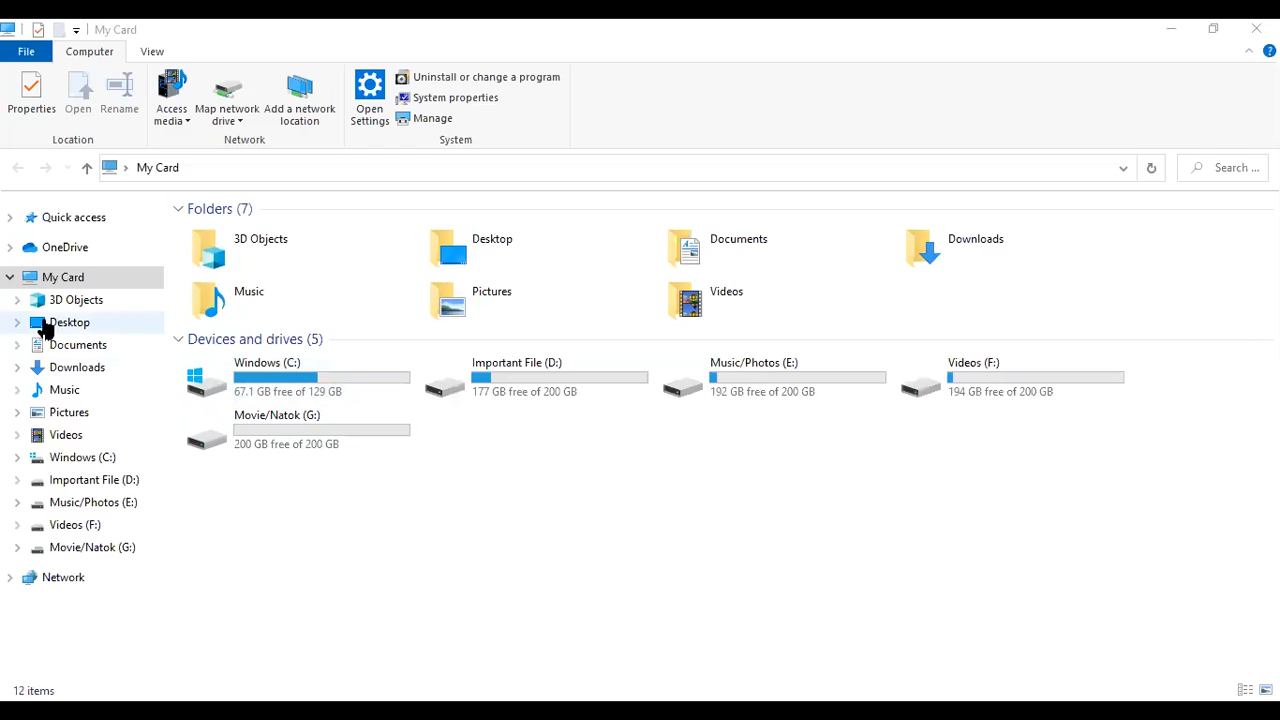 My Card
File
Computer
View
Properties
Open
Rename
Access media
Map network drive
Add a network location
Open Settings
Uninstall or change a program
System properties
Manage
Location
Network
System
My Card
Search ...
Quick access
OneDrive
My Card
3D Objects
Desktop
Documents
Downloads
Music
Pictures
Videos
Windows (C:)
Important File (D:)
Music/Photos (E:)
Videos (F:)
Movie/Natok (G:)
Network
Folders (7)
3D Objects
Desktop
Documents
Downloads
Music
Pictures
Videos
Devices and drives (5)
Windows (C:)
67.1 GB free of 129 GB
Important File (D:)
177 GB free of 200 GB
Music/Photos (E:)
192 GB free of 200 GB
Videos (F:)
194 GB free of 200 GB
Movie/Natok (G:)
200 GB free of 200 GB
12 items